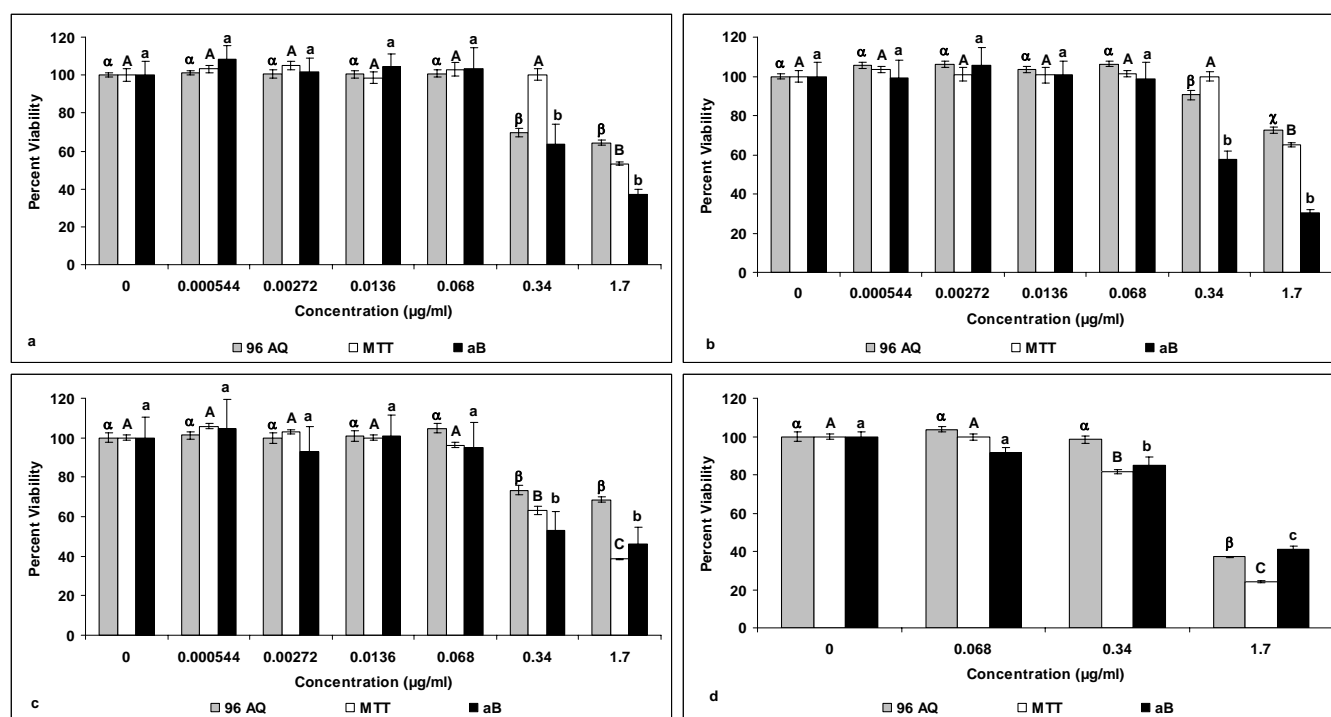 120
100
80
60
40
20
0
Percent Viability
α A a α A a α A a α A a α A a β A b β B b
0 0.000544 0.00272 0.0136 0.068 0.34 1.7
Concentration (µg/ml)
a
96 AQ MTT aB
120
100
80
60
40
20
0
Percent Viability
α A a α A a α A a α A a α A a β A b χ B b
0 0.000544 0.00272 0.0136 0.068 0.34 1.7
Concentration (µg/ml)
b
96 AQ MTT aB
120
100
80
60
40
20
0
Percent Viability
α A a α A a α A a α A a α A a β B b β C b
0 0.000544 0.00272 0.0136 0.068 0.34 1.7
Concentration (µg/ml)
c
96 AQ MTT aB
120
100
80
60
40
20
0
Percent Viability
α A a α A a α B b β C c
0 0.068 0.34 1.7
Concentration (µg/ml)
d
96 AQ MTT aB